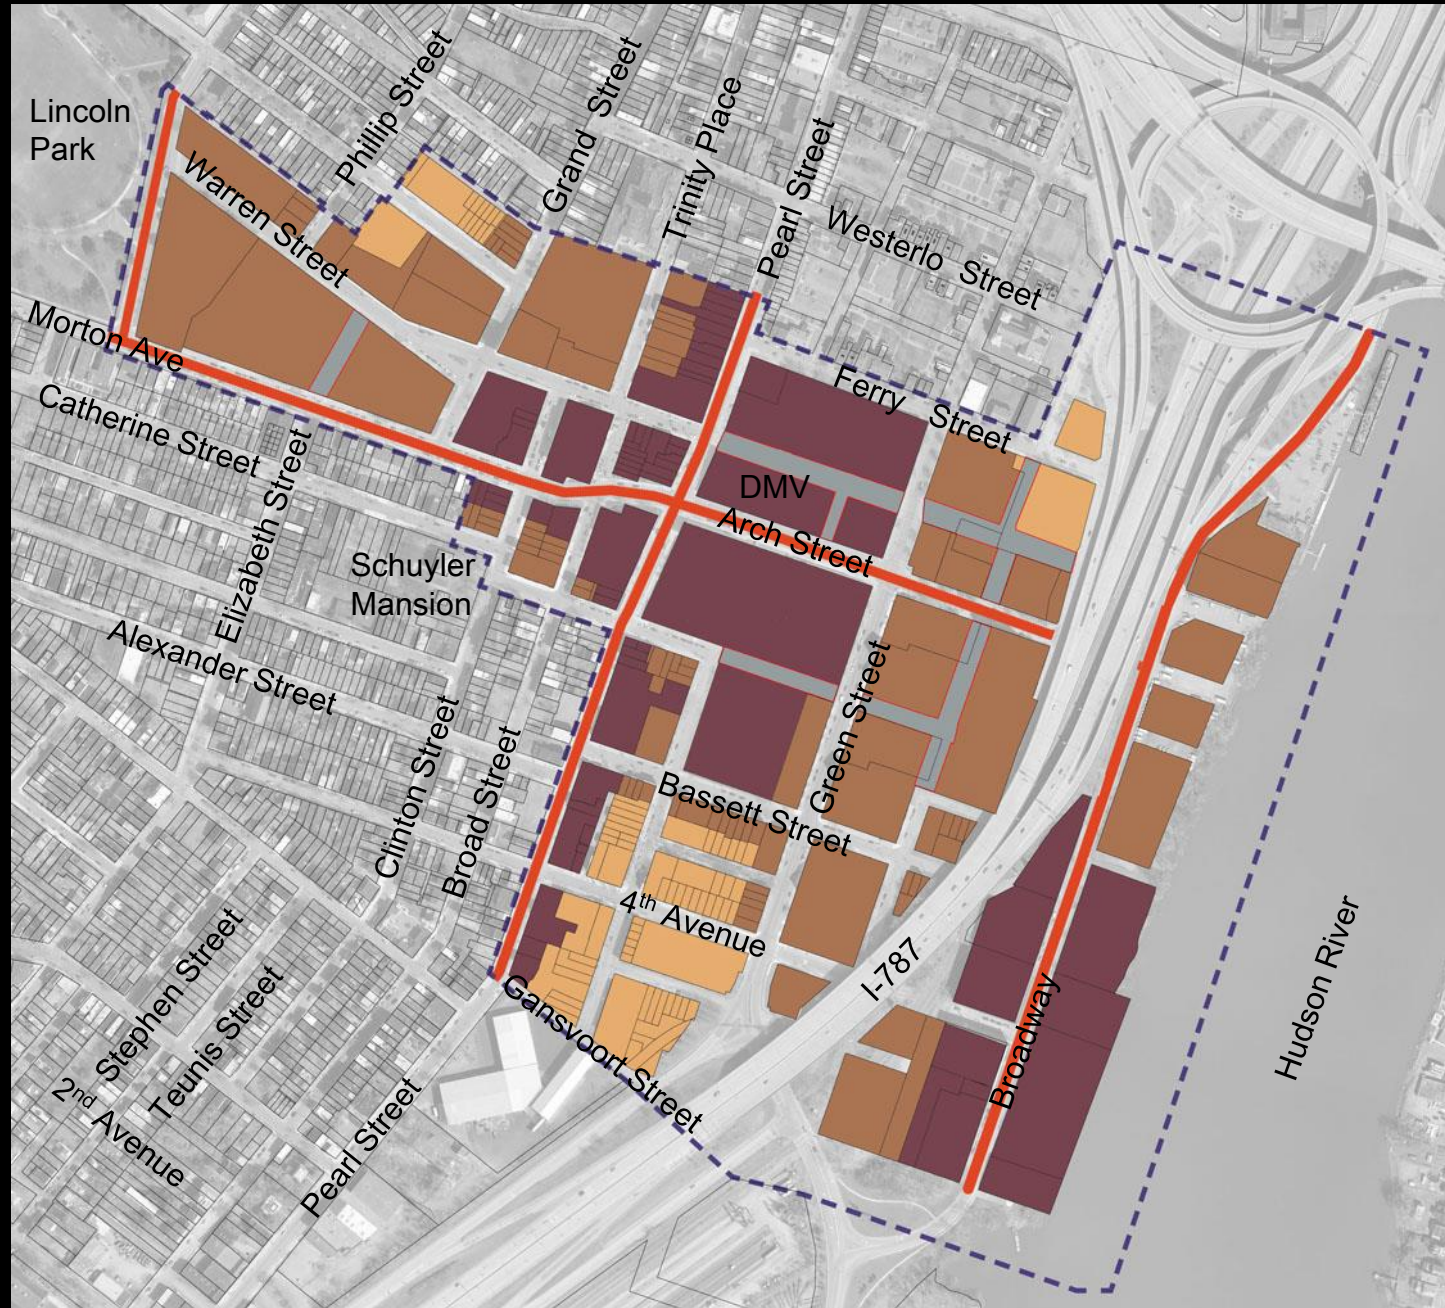 Lincoln
Park
Phillip Street
Grand Street
Trinity Place
Pearl Street
Warren Street
Westerlo Street
Morton Ave
Catherine Street
Ferry Street
Elizabeth Street
DMV
Arch Street
Schuyler
Mansion
Alexander Street
Green Street
Clinton Street
Broad Street
Bassett Street
4th Avenue
I-787
Hudson River
Stephen Street
Teunis Street
2nd Avenue
Gansvoort Street
Broadway
Pearl Street